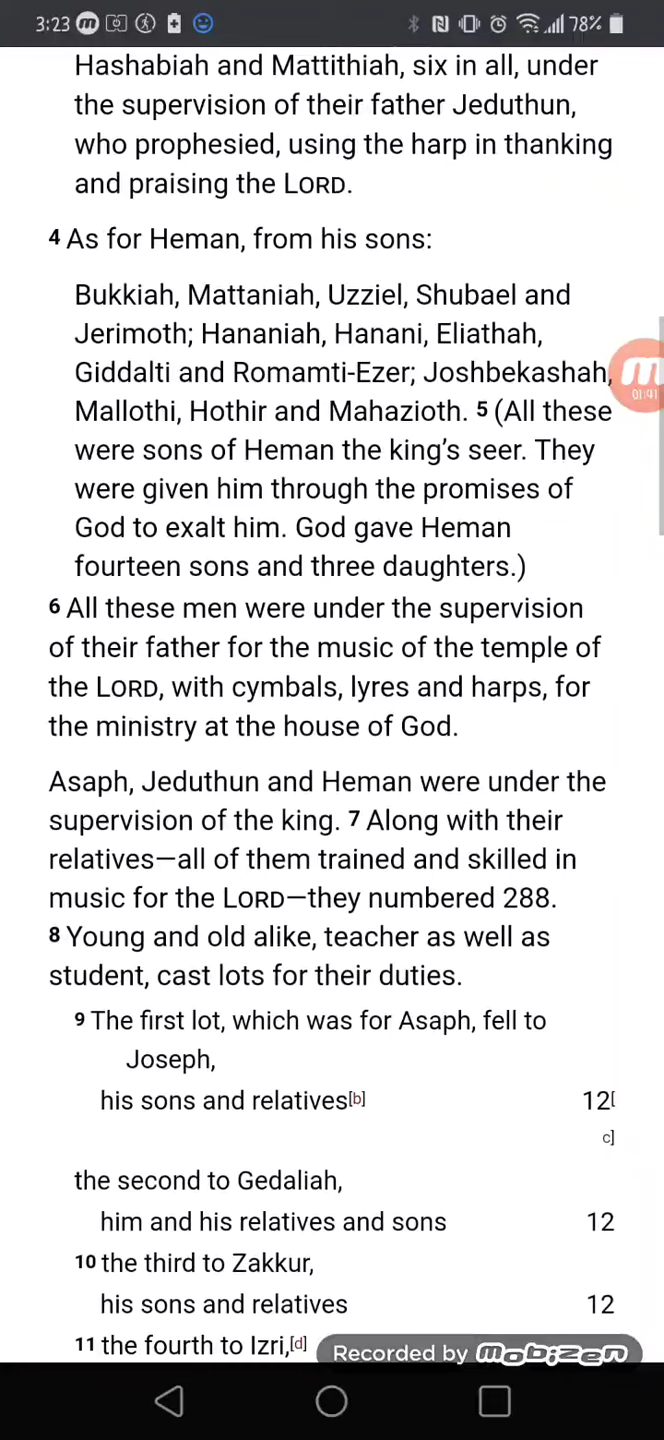 3:23 78%
Hashabiah and Mattithiah, six in all, under
the supervision of their father Jeduthun,
who prophesied, using the harp in thanking
and praising the LORD.
4 As for Heman, from his sons:
Bukkiah, Mattaniah, Uzziel, Shubael and
Jerimoth; Hananiah, Hanani, Eliathah,
Giddalti and Romamti-Ezer; Joshbekashah,
Mallothi, Hothir and Mahazioth. 5 (All these
01:41
were sons of Heman the king’s seer. They
were given him through the promises of
God to exalt him. God gave Heman
fourteen sons and three daughters.)
6 All these men were under the supervision
of their father for the music of the temple of
the LORD, with cymbals, lyres and harps, for
the ministry at the house of God.
Asaph, Jeduthun and Heman were under the
supervision of the king. 7 Along with their
relatives—all of them trained and skilled in
music for the LORD—they numbered 288.
8 Young and old alike, teacher as well as
student, cast lots for their duties.
9 The first lot, which was for Asaph, fell to
Joseph,
his sons and relatives[b] 12[
c]
the second to Gedaliah,
him and his relatives and sons 12
10 the third to Zakkur,
his sons and relatives 12
11 the fourth to Izri,[d]
Recorded by mobizen